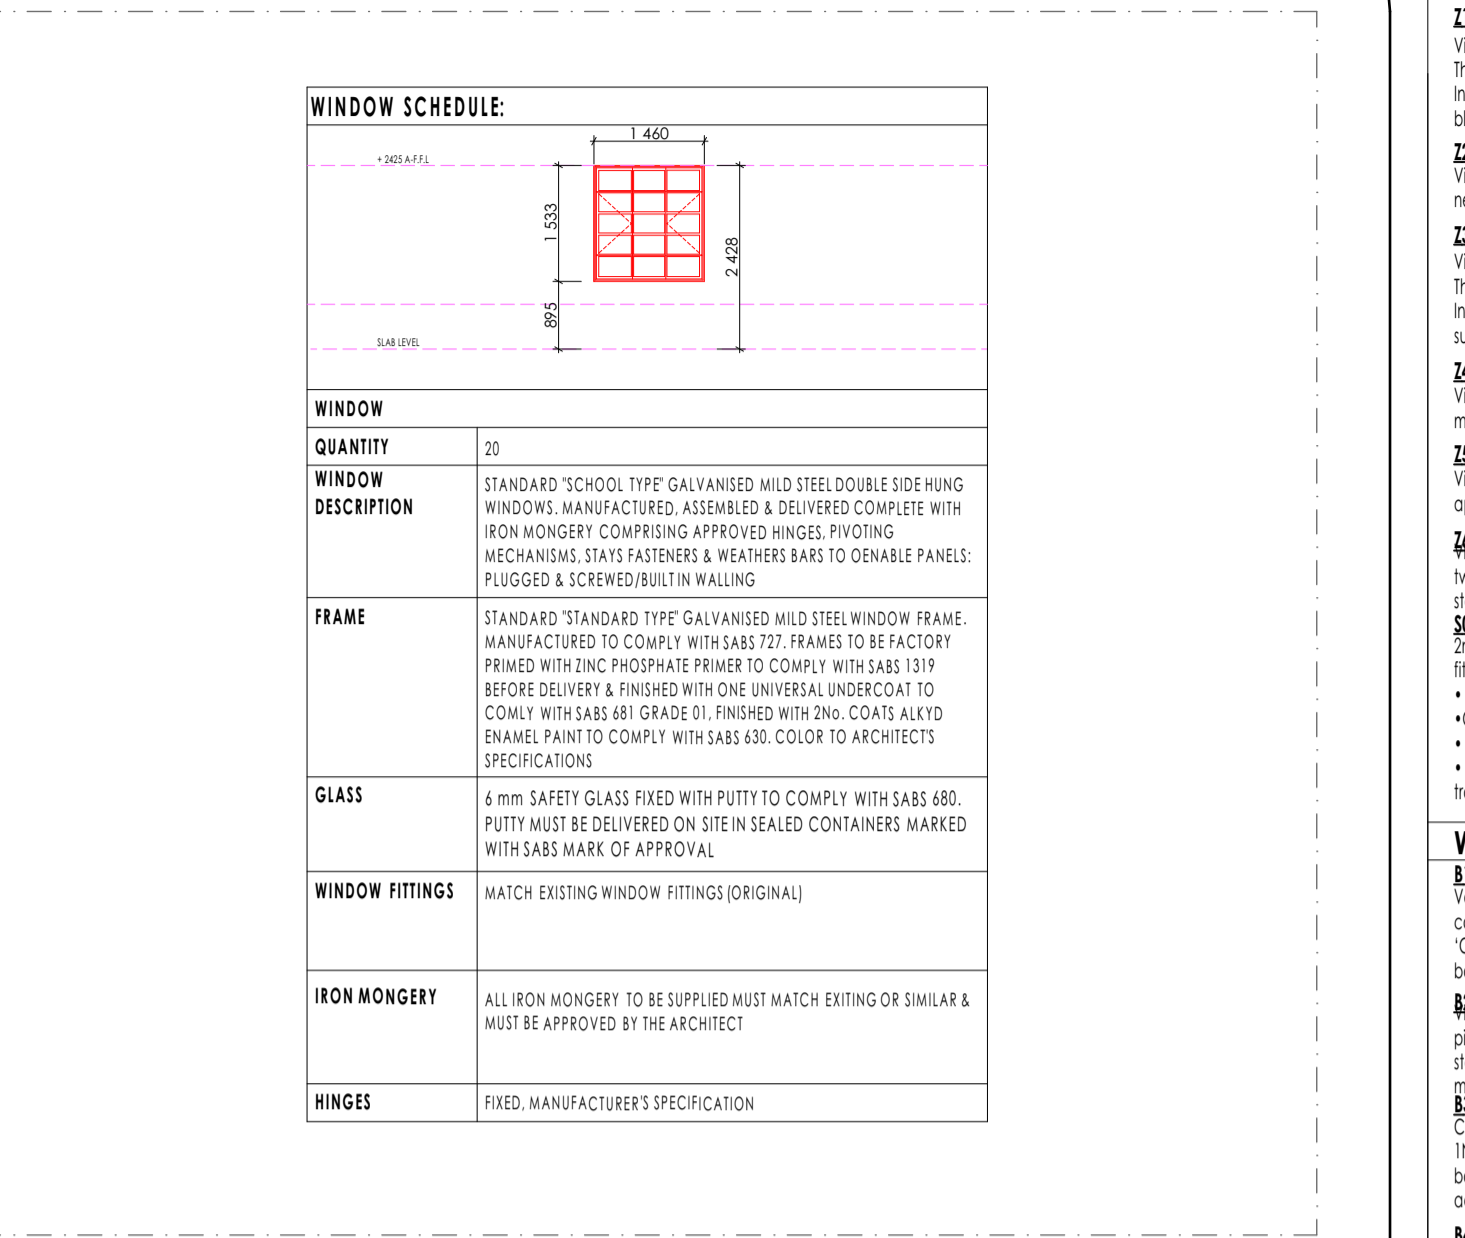 WINDOW SCHEDULE:
1 460
+ 2425 A-F.F.L
1 533
2 428
895
SLAB LEVEL
WINDOW
QUANTITY
20
WINDOW
DESCRIPTION
STANDARD "SCHOOL TYPE" GALVANISED MILD STEEL DOUBLE SIDE HUNG
WINDOWS. MANUFACTURED, ASSEMBLED & DELIVERED COMPLETE WITH
IRON MONGERY COMPRISING APPROVED HINGES, PIVOTING
MECHANISMS, STAYS FASTENERS & WEATHERS BARS TO OENABLE PANELS:
PLUGGED & SCREWED/BUILT IN WALLING
FRAME
STANDARD "STANDARD TYPE" GALVANISED MILD STEEL WINDOW FRAME.
MANUFACTURED TO COMPLY WITH SABS 727. FRAMES TO BE FACTORY
PRIMED WITH ZINC PHOSPHATE PRIMER TO COMPLY WITH SABS 1319
BEFORE DELIVERY & FINISHED WITH ONE UNIVERSAL UNDERCOAT TO
COMLY WITH SABS 681 GRADE 01, FINISHED WITH 2No. COATS ALKYD
ENAMEL PAINT TO COMPLY WITH SABS 630. COLOR TO ARCHITECT'S
SPECIFICATIONS
GLASS
6 mm SAFETY GLASS FIXED WITH PUTTY TO COMPLY WITH SABS 680.
PUTTY MUST BE DELIVERED ON SITE IN SEALED CONTAINERS MARKED
WITH SABS MARK OF APPROVAL
WINDOW FITTINGS
MATCH EXISTING WINDOW FITTINGS (ORIGINAL)
IRON MONGERY
ALL IRON MONGERY TO BE SUPPLIED MUST MATCH EXITING OR SIMILAR &
MUST BE APPROVED BY THE ARCHITECT
HINGES
FIXED, MANUFACTURER'S SPECIFICATION